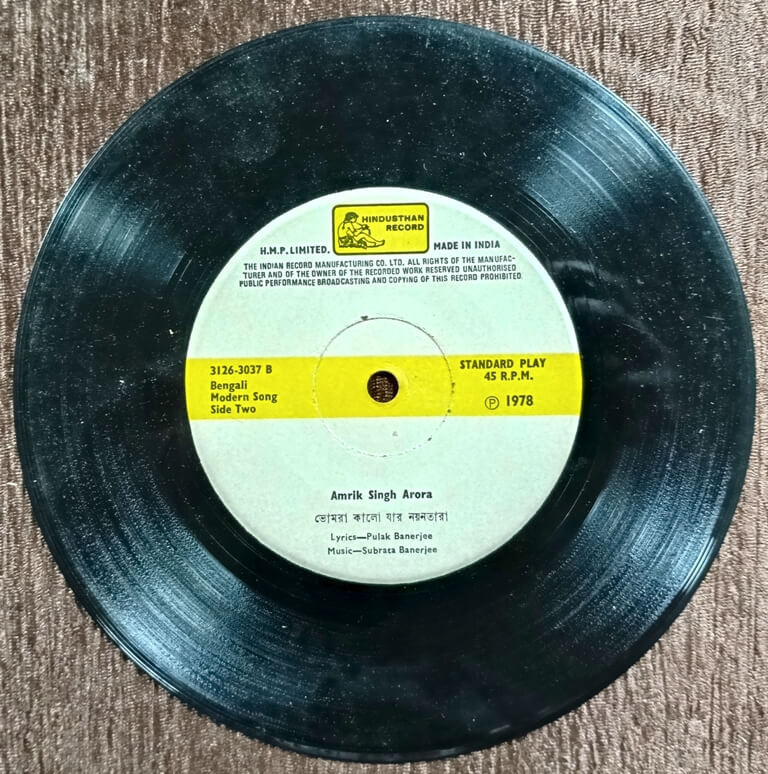 HINDUSTHAN
RECORD
H.M.P. LIMITED. MADE IN INDIA
THE INDIAN RECORD MANUFACTURING CO. LTD. ALL RIGHTS OF THE MANUFAC-
TURER AND OF THE OWNER OF THE RECORDED WORK RESERVED UNAUTHORISED
PUBLIC PERFORMANCE BROADCASTING AND COPYING OF THIS RECORD PROHIBITED.
3126-3037 B
Bengali
Modern Song
Side Two
STANDARD PLAY
45 R.P.M.
℗ 1978
Amrik Singh Arora
ভোমরা কালো যার নয়নতারা
Lyrics—Pulak Banerjee
Music—Subrata Banerjee